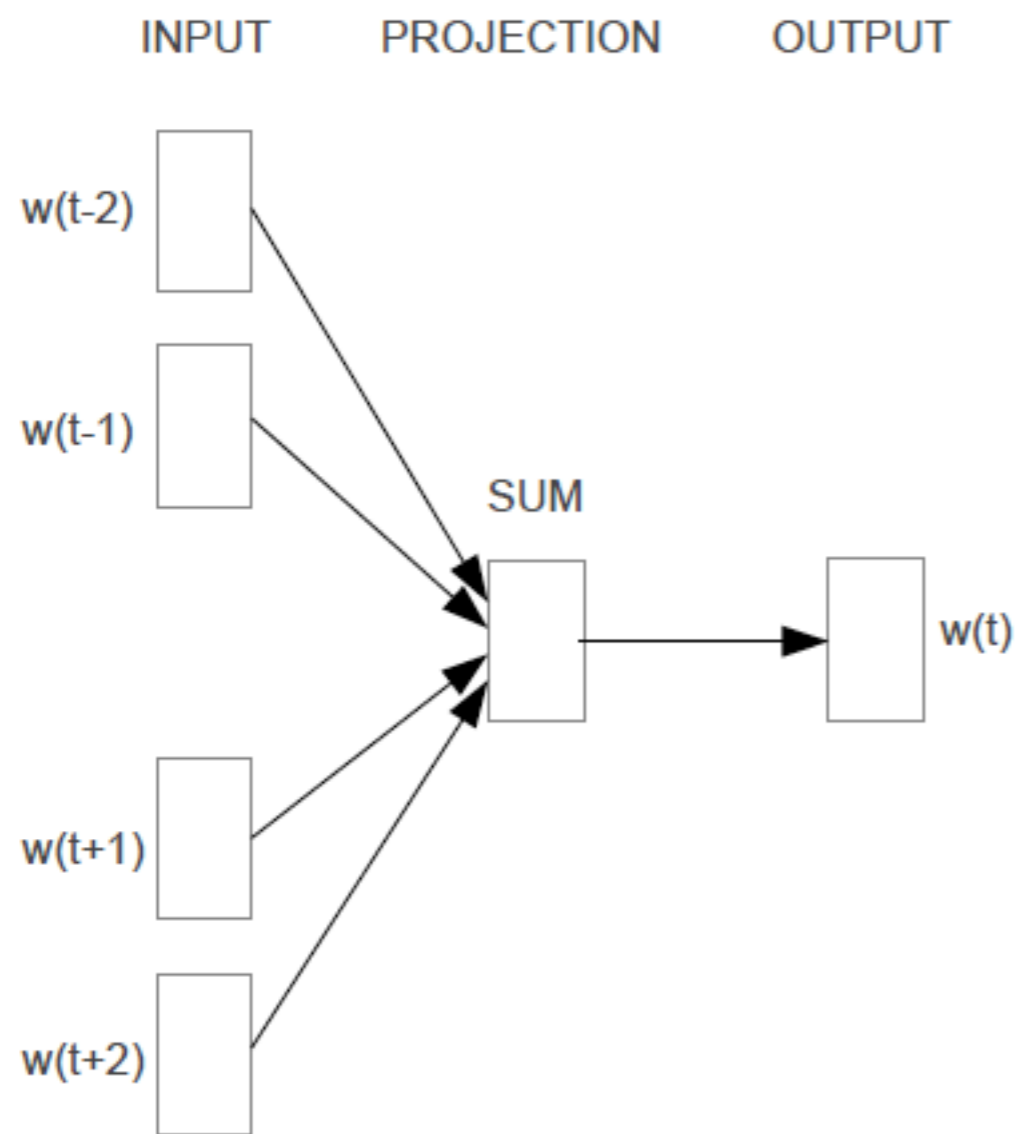 INPUT PROJECTION OUTPUT
w(t-2)
w(t-1)
SUM
w(t)
w(t+1)
w(t+2)